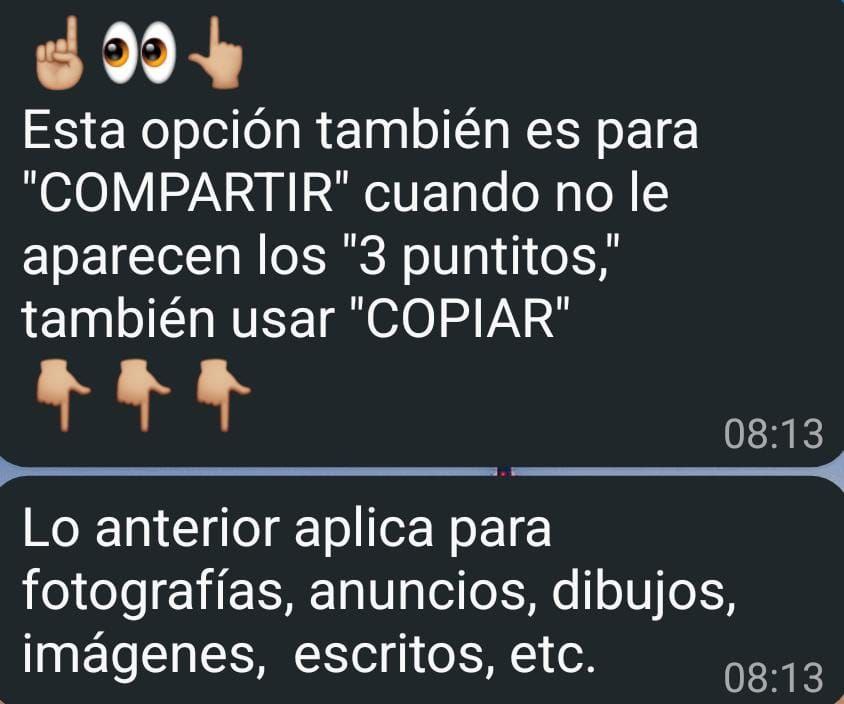 ☝🏼👀👆🏼
Esta opción también es para
"COMPARTIR" cuando no le
aparecen los "3 puntitos,"
también usar "COPIAR"
👇🏼👇🏼👇🏼
08:13
Lo anterior aplica para
fotografías, anuncios, dibujos,
imágenes,  escritos, etc.
08:13